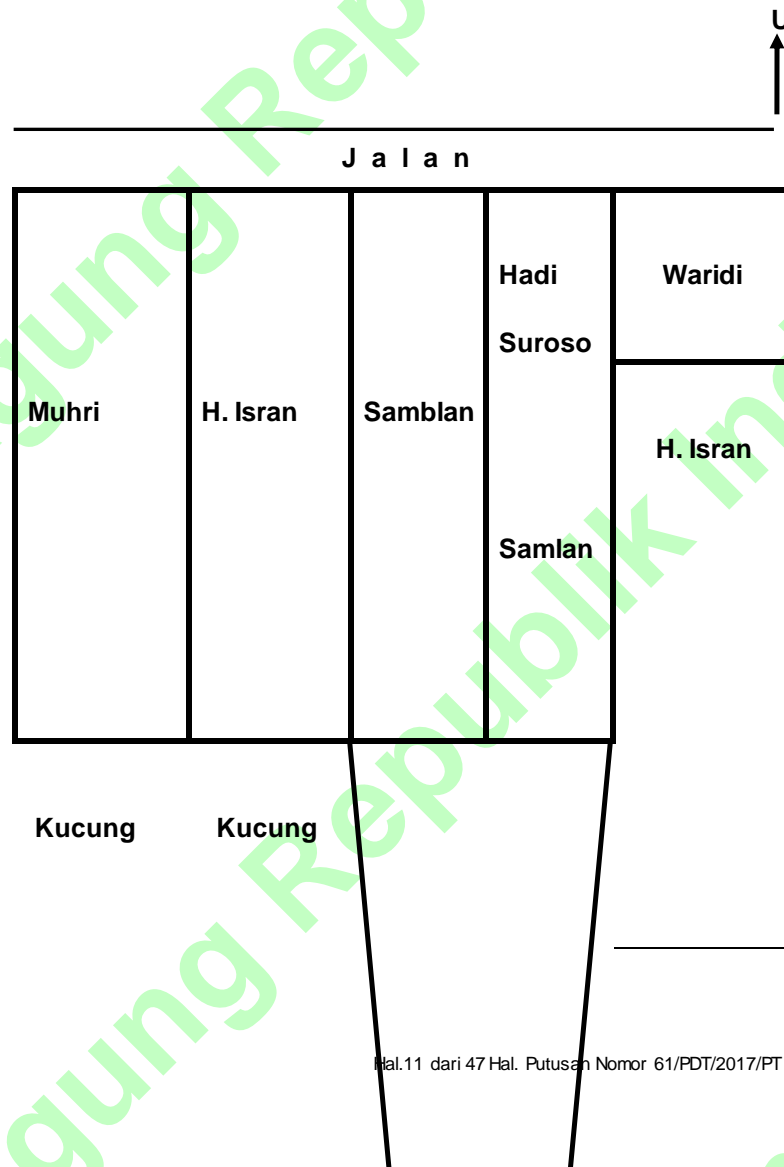 U
J a l a n
Hadi
Waridi
Suroso
Muhri
H. Isran
Samblan
H. Isran
Samlan
Kucung
Kucung
Hal.11 dari 47 Hal. Putusan Nomor 61/PDT/2017/PT